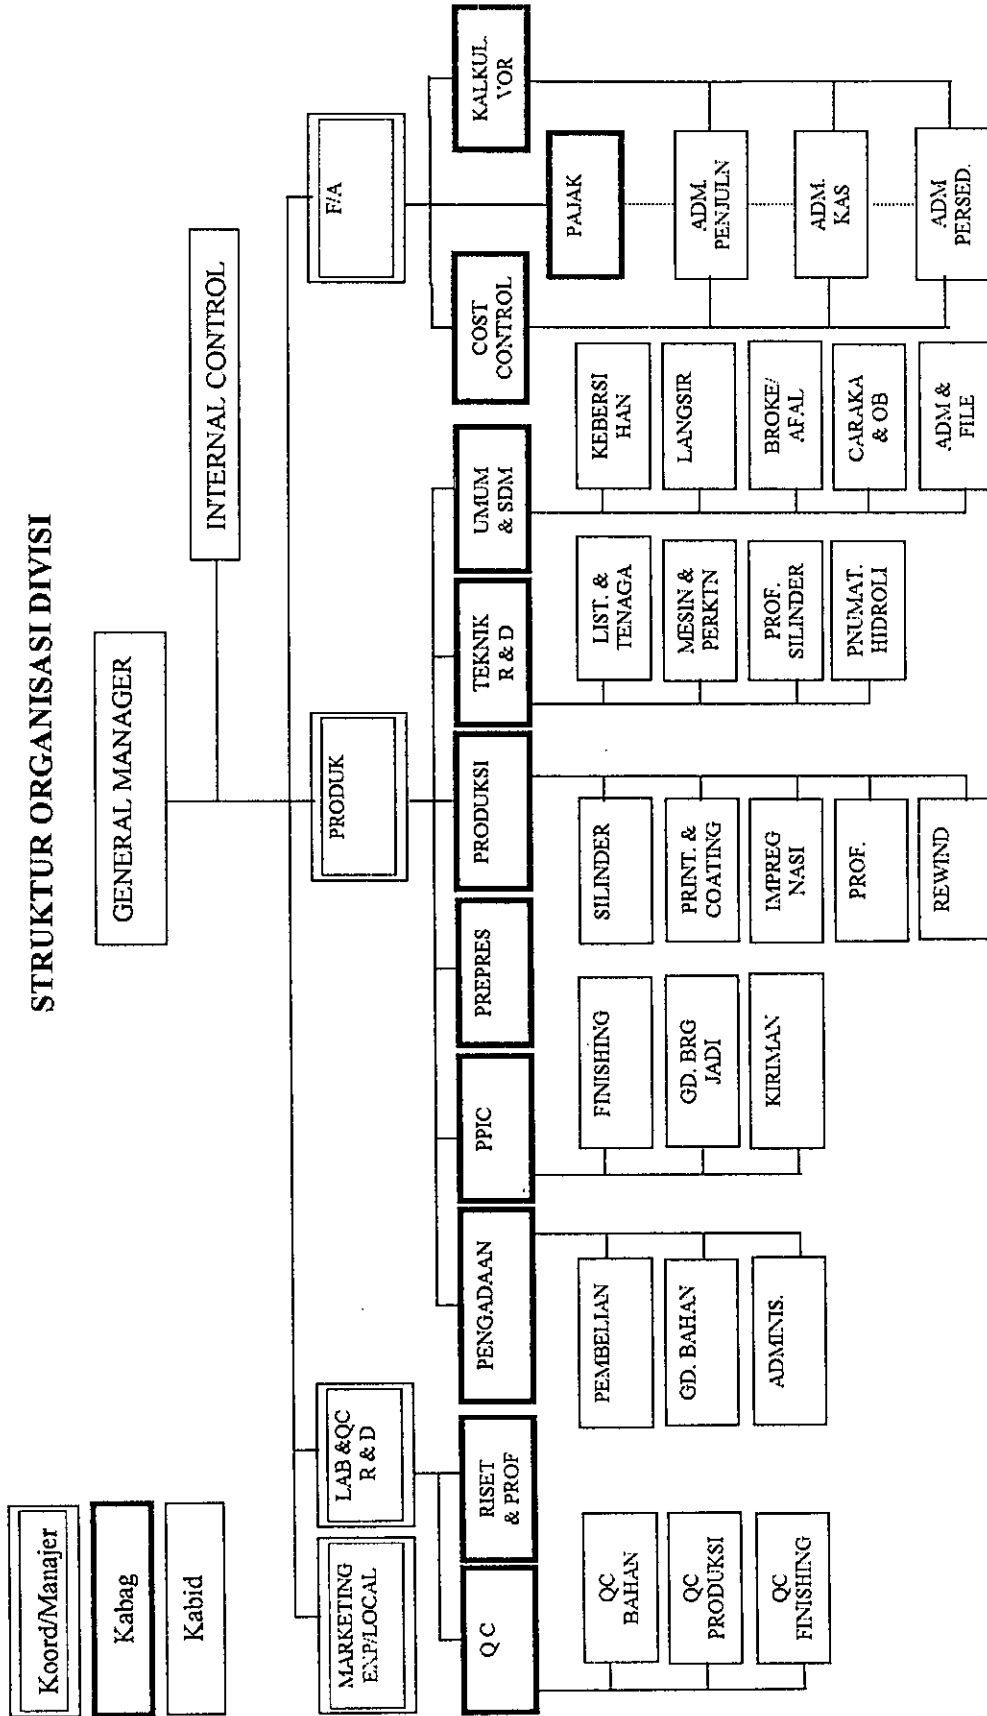 STRUKTUR ORGANISASI DIVISI
Koord/Manajer
Kabag
Kabid
GENERAL MANAGER
INTERNAL CONTROL
MARKETING
EXP/LOCAL
LAB &QC
R & D
PRODUK
F/A
Q C
RISET
& PROF
PENGADAAN
PPIC
PREPRES
PRODUKSI
TEKNIK
R & D
UMUM
& SDM
COST
CONTROL
PAJAK
KALKUL.
VOR
QC
BAHAN
QC
PRODUKSI
QC
FINISHING
PEMBELIAN
GD. BAHAN
ADMINIS.
FINISHING
GD. BRG
JADI
KIRIMAN
SILINDER
PRINT. &
COATING
IMPREG
NASI
PROF.
REWIND
LIST. &
TENAGA
MESIN &
PERKTN
PROF.
SILINDER
PNUMAT.
HIDROLI
KEBERSI
HAN
LANGSIR
BROKE/
AFAL
CARAKA
& OB
ADM &
FILE
ADM.
PENJULN
ADM.
KAS
ADM
PERSED.